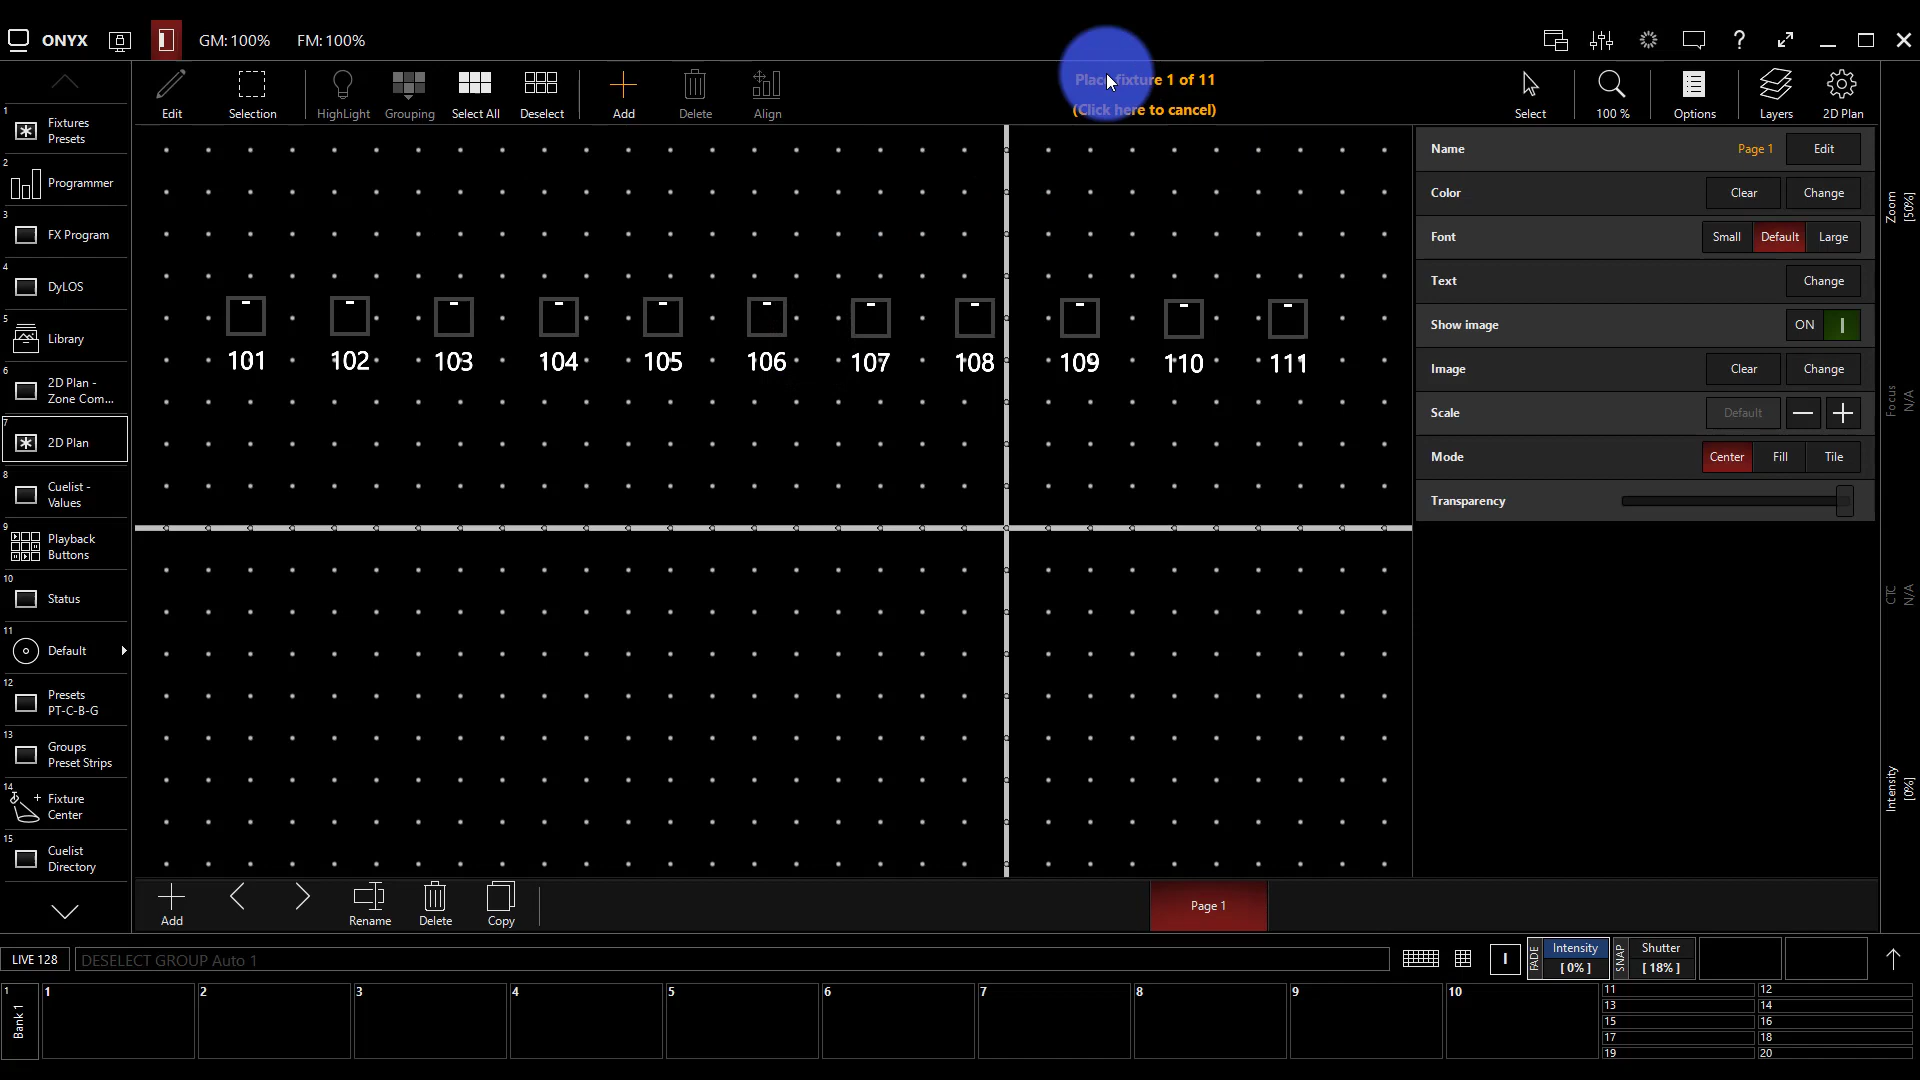 ONYX
GM: 100%
FM: 100%
Edit
Selection
HighLight
Grouping
Select All
Deselect
Add
Delete
Align
Place fixture 1 of 11
(Click here to cancel)
Select
100 %
Options
Layers
2D Plan
1
Fixtures
Presets
2
Programmer
3
FX Program
4
DyLOS
5
Library
6
2D Plan -
Zone Com...
7
2D Plan
8
Cuelist -
Values
9
Playback
Buttons
10
Status
11
Default
12
Presets
PT-C-B-G
13
Groups
Preset Strips
14
Fixture
Center
15
Cuelist
Directory
101
102
103
104
105
106
107
108
109
110
111
Name
Page 1
Edit
Color
Clear
Change
Font
Small
Default
Large
Text
Change
Show image
ON
Image
Clear
Change
Scale
Default
Mode
Center
Fill
Tile
Transparency
Zoom
[50%]
Focus
N/A
CTC
N/A
Intensity
[0%]
Add
Rename
Delete
Copy
Page 1
LIVE 128
DESELECT GROUP Auto 1
FADE
Intensity
[ 0% ]
SNAP
Shutter
[ 18% ]
1
Bank 1
1
2
3
4
5
6
7
8
9
10
11
12
13
14
15
16
17
18
19
20